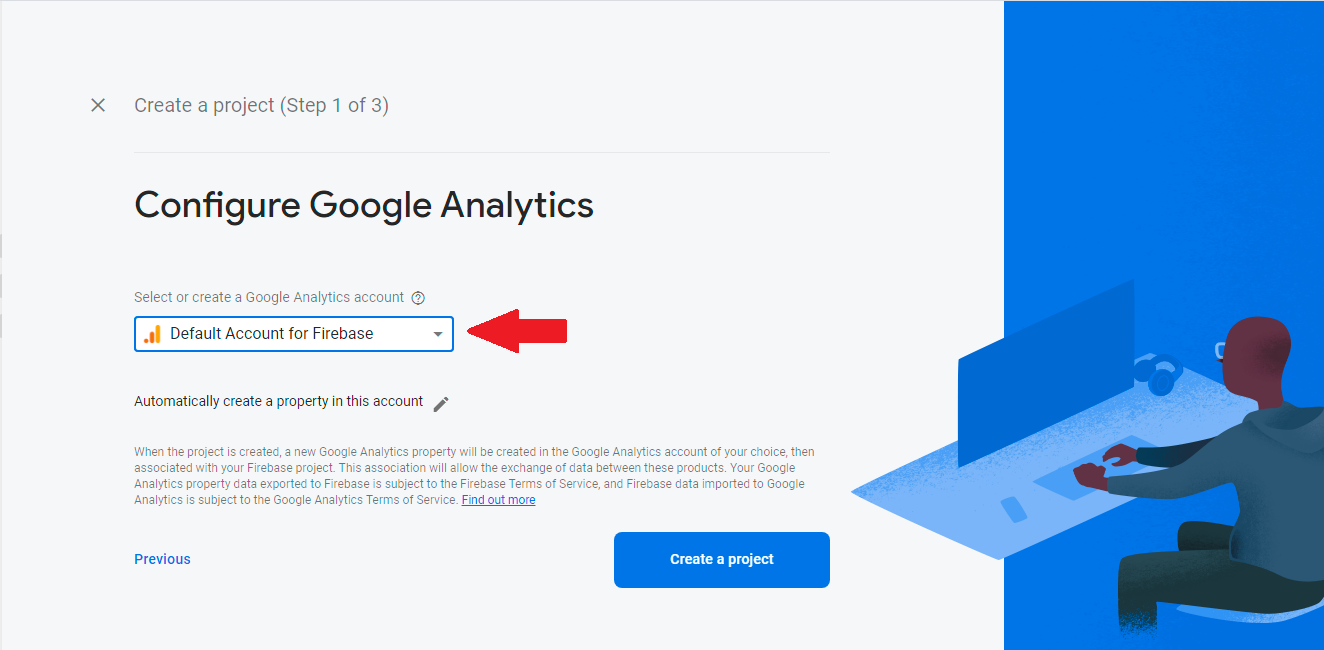 Create a project (Step 1 of 3)
Configure Google Analytics
Select or create a Google Analytics account
Default Account for Firebase
Automatically create a property in this account
When the project is created, a new Google Analytics property will be created in the Google Analytics account of your choice, then
associated with your Firebase project. This association will allow the exchange of data between these products. Your Google
Analytics property data exported to Firebase is subject to the Firebase Terms of Service, and Firebase data imported to Google
Analytics is subject to the Google Analytics Terms of Service. Find out more
Previous
Create a project